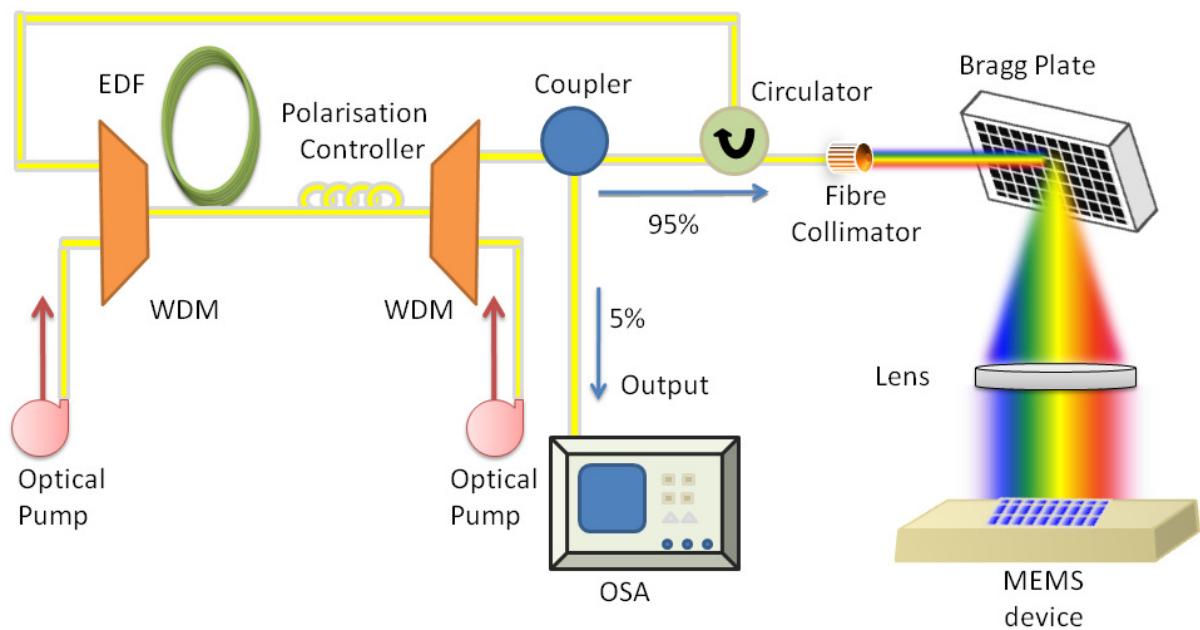 EDF
Polarisation
Controller
Coupler
Circulator
Bragg Plate
Fibre
Collimator
95%
WDM
WDM
5%
Output
Lens
Optical
Pump
Optical
Pump
OSA
MEMS
device